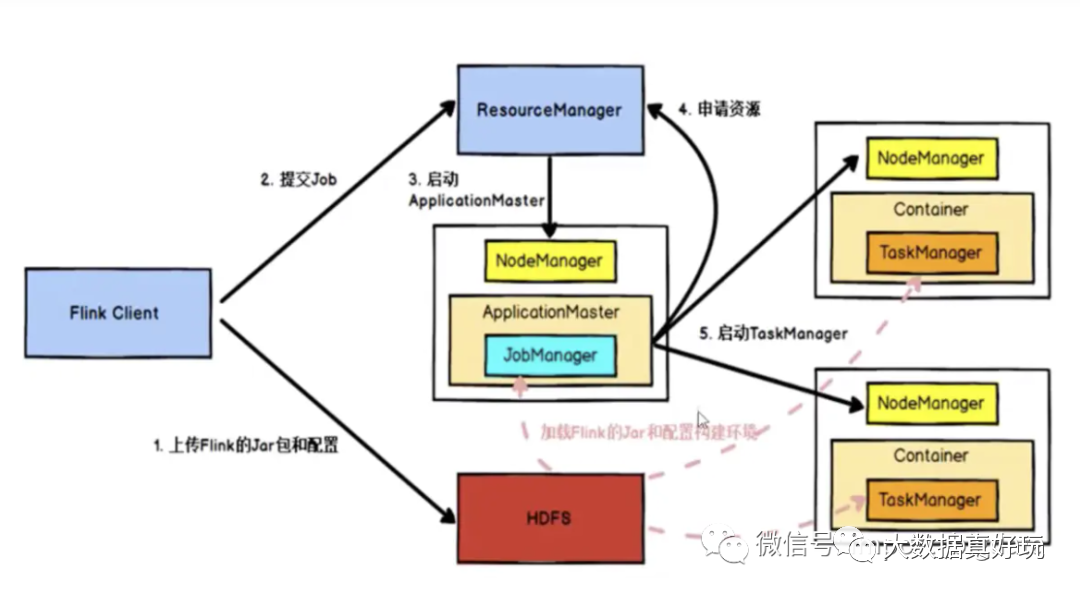 ResourceManager
4. 申请资源
NodeManager
Container
TaskManager
2. 提交Job
3. 启动
ApplicationMaster
NodeManager
ApplicationMaster
JobManager
Flink Client
5. 启动TaskManager
NodeManager
Container
TaskManager
1. 上传Flink的Jar包和配置
加载Flink的Jar和配置构建环境
HDFS
微信号
大数据真好玩